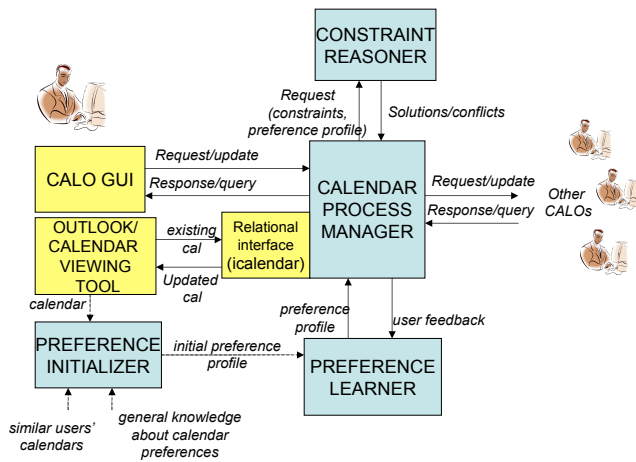 CONSTRAINT
REASONER
Request
(constraints,
preference profile)
Solutions/conflicts
CALO GUI
Request/update
Response/query
CALENDAR
PROCESS
MANAGER
Request/update
Response/query
Other
CALOs
OUTLOOK/
CALENDAR
VIEWING
TOOL
existing
cal
Updated
cal
Relational
interface
(icalendar)
calendar
preference
profile
user feedback
PREFERENCE
INITIALIZER
initial preference
profile
PREFERENCE
LEARNER
similar users'
calendars
general knowledge
about calendar
preferences